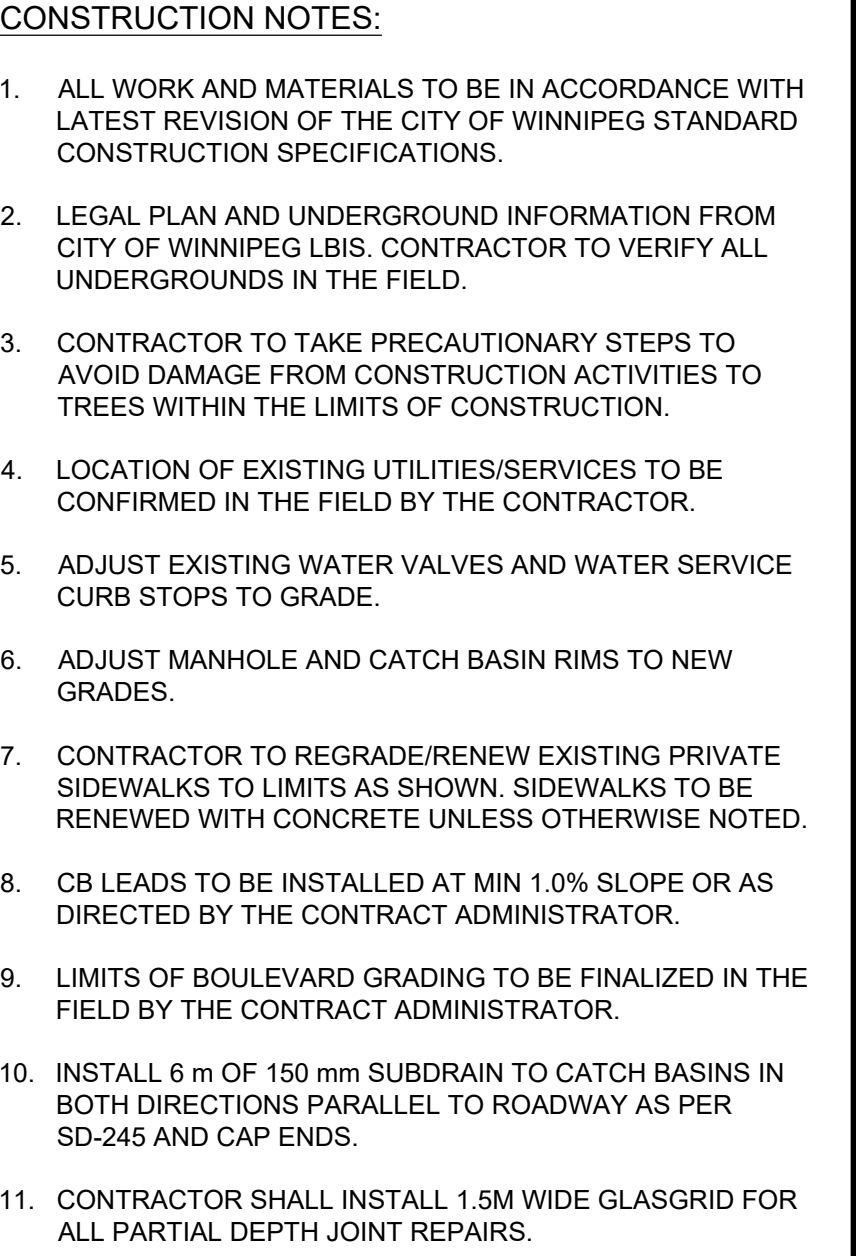 CONSTRUCTION NOTES:
1. ALL WORK AND MATERIALS TO BE IN ACCORDANCE WITH
LATEST REVISION OF THE CITY OF WINNIPEG STANDARD
CONSTRUCTION SPECIFICATIONS.
2. LEGAL PLAN AND UNDERGROUND INFORMATION FROM
CITY OF WINNIPEG LBIS. CONTRACTOR TO VERIFY ALL
UNDERGROUNDS IN THE FIELD.
3. CONTRACTOR TO TAKE PRECAUTIONARY STEPS TO
AVOID DAMAGE FROM CONSTRUCTION ACTIVITIES TO
TREES WITHIN THE LIMITS OF CONSTRUCTION.
4. LOCATION OF EXISTING UTILITIES/SERVICES TO BE
CONFIRMED IN THE FIELD BY THE CONTRACTOR.
5. ADJUST EXISTING WATER VALVES AND WATER SERVICE
CURB STOPS TO GRADE.
6. ADJUST MANHOLE AND CATCH BASIN RIMS TO NEW
GRADES.
7. CONTRACTOR TO REGRADE/RENEW EXISTING PRIVATE
SIDEWALKS TO LIMITS AS SHOWN. SIDEWALKS TO BE
RENEWED WITH CONCRETE UNLESS OTHERWISE NOTED.
8. CB LEADS TO BE INSTALLED AT MIN 1.0% SLOPE OR AS
DIRECTED BY THE CONTRACT ADMINISTRATOR.
9. LIMITS OF BOULEVARD GRADING TO BE FINALIZED IN THE
FIELD BY THE CONTRACT ADMINISTRATOR.
10. INSTALL 6 m OF 150 mm SUBDRAIN TO CATCH BASINS IN
BOTH DIRECTIONS PARALLEL TO ROADWAY AS PER
SD-245 AND CAP ENDS.
11. CONTRACTOR SHALL INSTALL 1.5M WIDE GLASGRID FOR
ALL PARTIAL DEPTH JOINT REPAIRS.